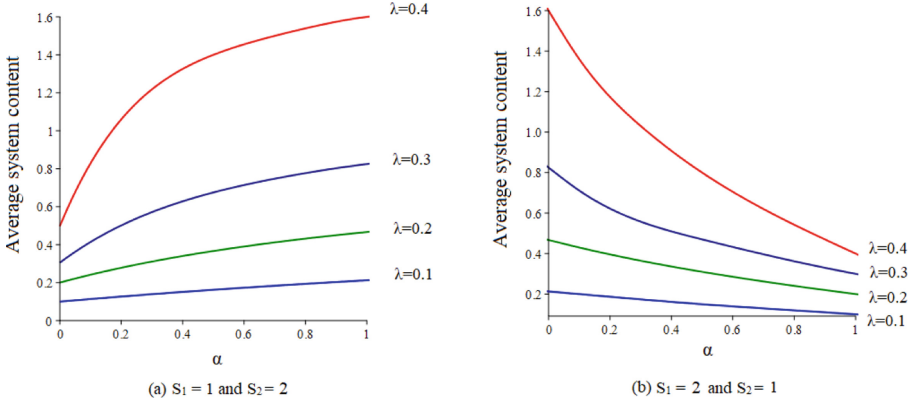 λ=0.4
1.6
1.4
1.2
1
0.8
0.6
0.4
0.2
0
Average system content
λ=0.3
λ=0.2
λ=0.1
0 0.2 0.4 0.6 0.8 1
α
(a) S₁ = 1 and S₂ = 2
1.6
1.4
1.2
1.0
0.8
0.6
0.4
0.2
Average system content
λ=0.4
λ=0.3
λ=0.2
λ=0.1
0 0.2 0.4 0.6 0.8 1
α
(b) S₁ = 2 and S₂ = 1